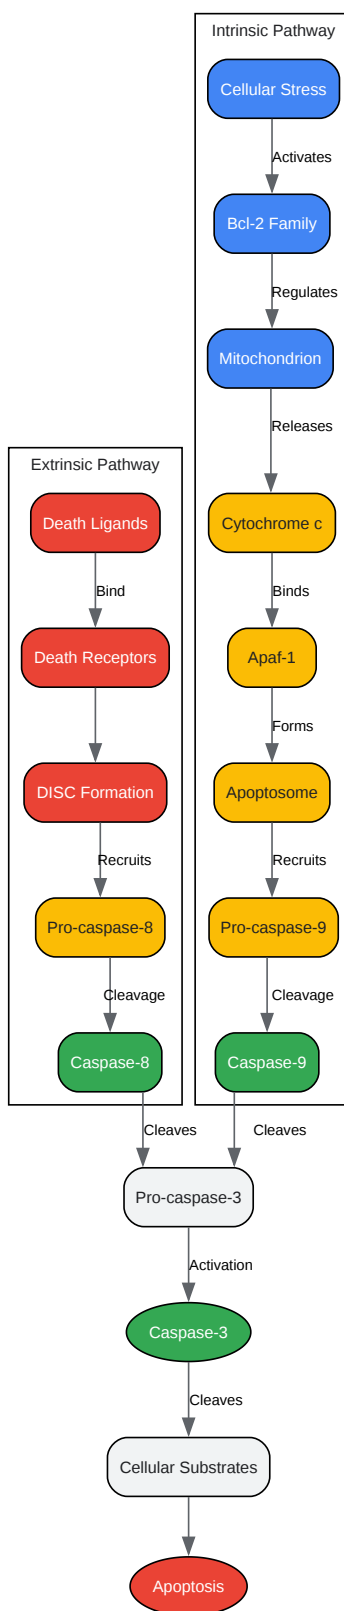 Intrinsic Pathway
Cellular Stress
Activates
Bcl-2 Family
Regulates
Mitochondrion
Releases
Cytochrome c
Binds
Apaf-1
Forms
Apoptosome
Recruits
Pro-caspase-9
Cleavage
Caspase-9
Cleaves
Extrinsic Pathway
Death Ligands
Bind
Death Receptors
DISC Formation
Recruits
Pro-caspase-8
Cleavage
Caspase-8
Cleaves
Pro-caspase-3
Activation
Caspase-3
Cleaves
Cellular Substrates
Apoptosis